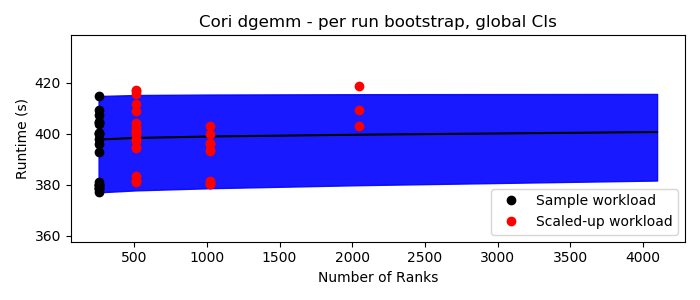 Cori dgemm - per run bootstrap, global CIs
Runtime (s)
420
400
380
360
Sample workload
Scaled-up workload
500 1000 1500 2000 2500 3000 3500 4000
Number of Ranks